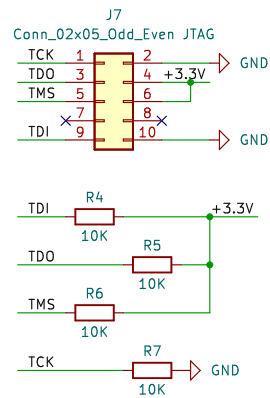 J7
Conn_02x05_Odd_Even JTAG
TCK 1 2 GND
TDO 3 4 +3.3V
TMS 5 6
7 8
TDI 9 10 GND
TDI R4 +3.3V
10K
TDO R5
10K
TMS R6
10K
TCK R7 GND
10K